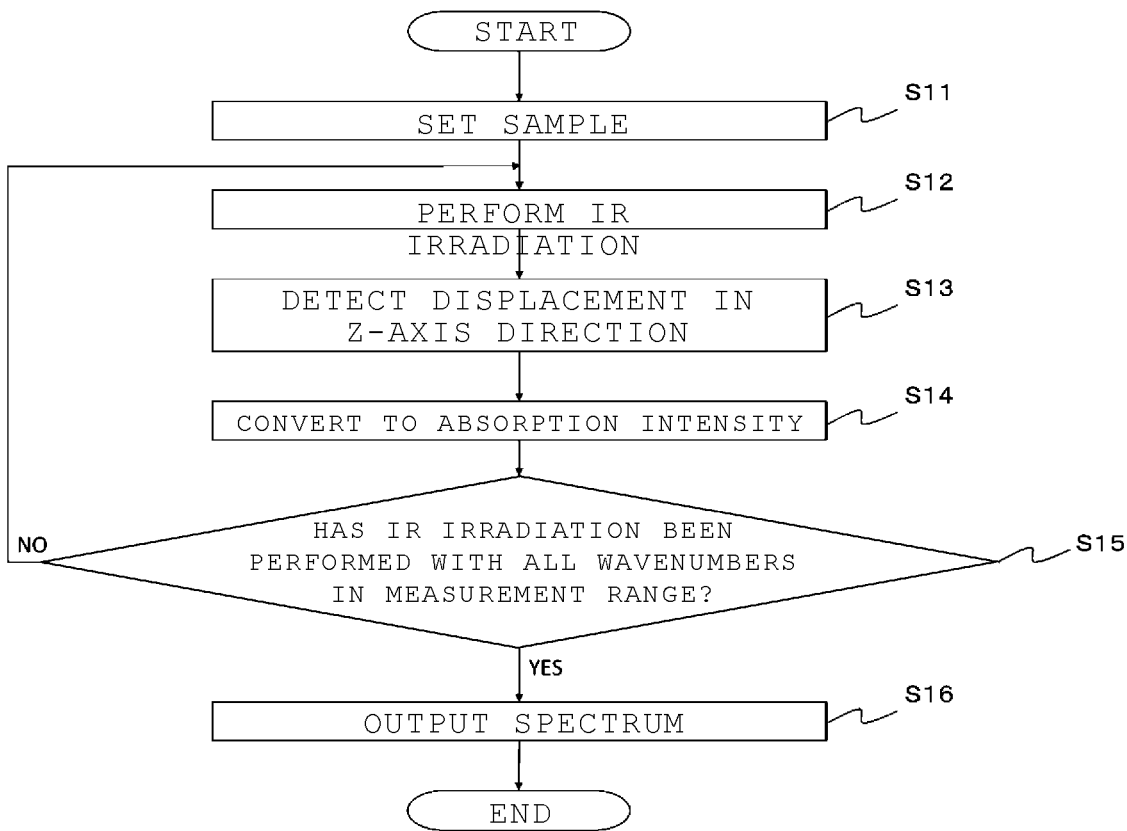 START
S11
SET SAMPLE
S12
PERFORM IR
IRRADIATION
S13
DETECT DISPLACEMENT IN
Z-AXIS DIRECTION
S14
CONVERT TO ABSORPTION INTENSITY
HAS IR IRRADIATION BEEN
NO
PERFORMED WITH ALL WAVENUMBERS
S15
IN MEASUREMENT RANGE?
YES
S16
OUTPUT SPECTRUM
END